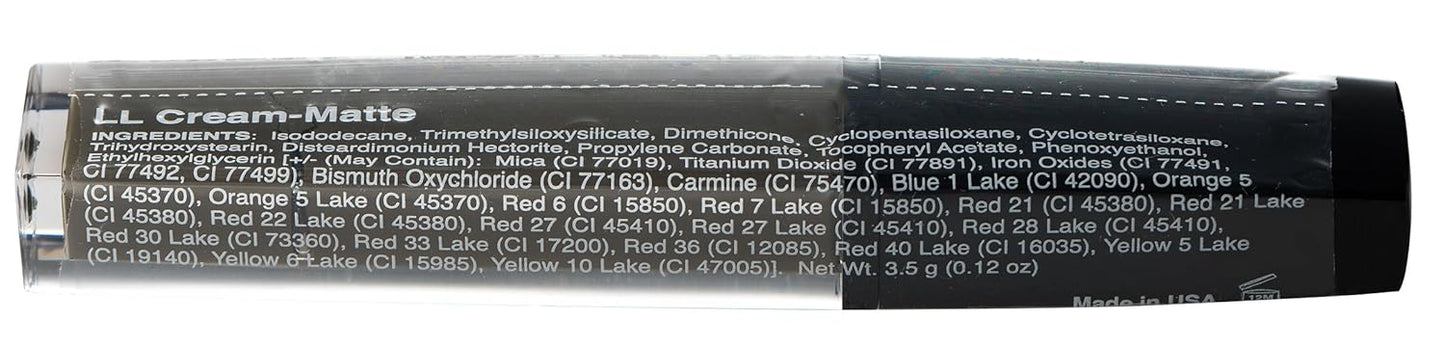 LL Cream-Matte
INGREDIENTS: Isododecane, Trimethylsiloxysilicate, Dimethicone, Cyclopentasiloxane, Cyclotetrasiloxane,
Trihydroxystearin, Disteardimonium Hectorite, Propylene Carbonate, Tocopheryl Acetate, Phenoxyethanol,
Ethylhexylglycerin [+/- (May Contain): Mica (CI 77019), Titanium Dioxide (CI 77891), Iron Oxides (CI 77491,
CI 77492, CI 77499), Bismuth Oxychloride (CI 77163), Carmine (CI 75470), Blue 1 Lake (CI 42090), Orange 5
(CI 45370), Orange 5 Lake (CI 45370), Red 6 (CI 15850), Red 7 Lake (CI 15850), Red 21 (CI 45380), Red 21 Lake
(CI 45380), Red 22 Lake (CI 45380), Red 27 (CI 45410), Red 27 Lake (CI 45410), Red 28 Lake (CI 45410),
Red 30 Lake (CI 73360), Red 33 Lake (CI 17200), Red 36 (CI 12085), Red 40 Lake (CI 16035), Yellow 5 Lake
(CI 19140), Yellow 6 Lake (CI 15985), Yellow 10 Lake (CI 47005)]. Net Wt. 3.5 g (0.12 oz)
Made in USA
12M